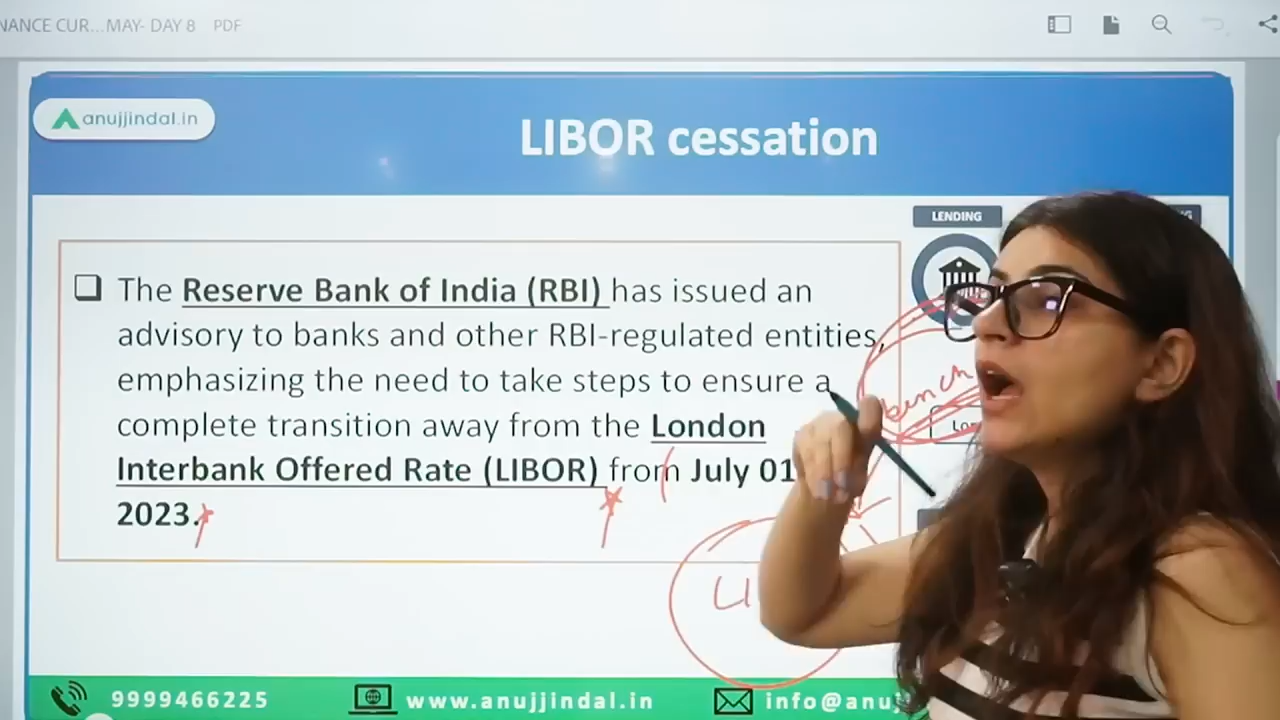 NANCE CUR...MAY- DAY 8 PDF
anujjindal.in
LIBOR cessation
LENDING
The Reserve Bank of India (RBI) has issued an
advisory to banks and other RBI-regulated entities,
emphasizing the need to take steps to ensure a
complete transition away from the London
Interbank Offered Rate (LIBOR) from July 01
2023.
bench
LI
9999466225
www.anujjindal.in
info@anuj